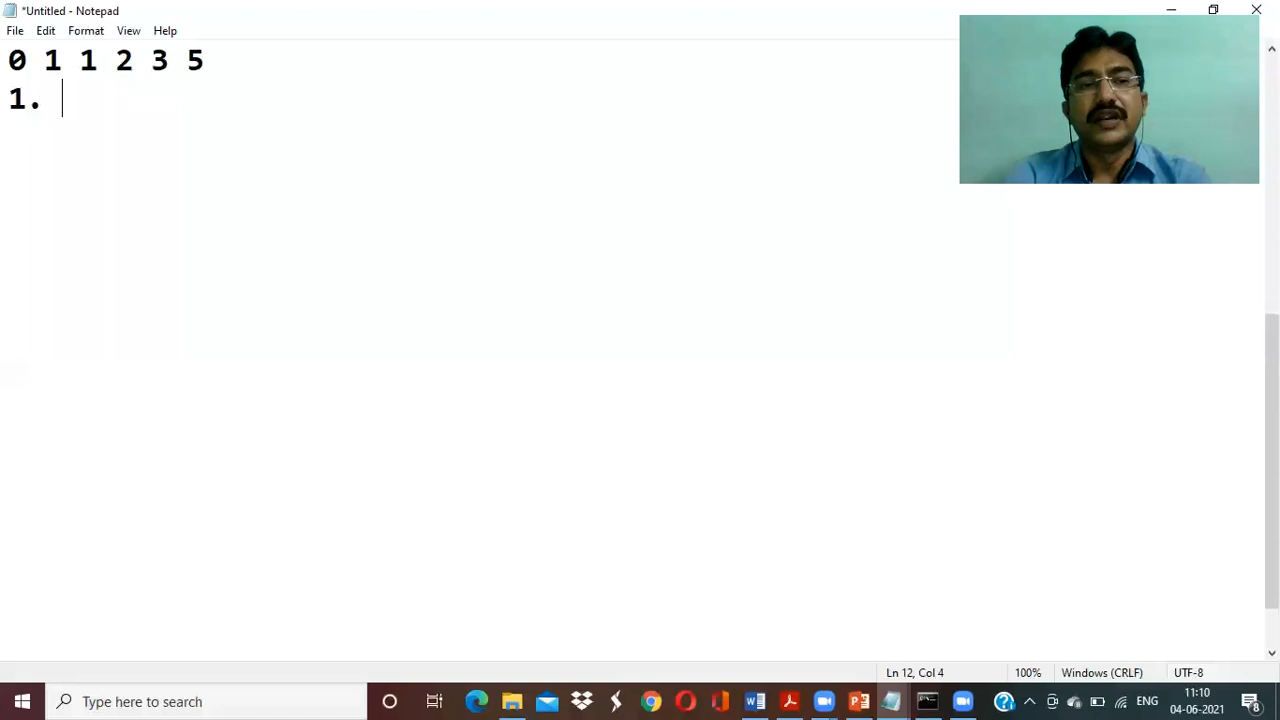 *Untitled - Notepad
File Edit Format View Help
0 1 1 2 3 5
1.
Ln 12, Col 4 100% Windows (CRLF) UTF-8
Type here to search
ENG
11:10
04-06-2021
8